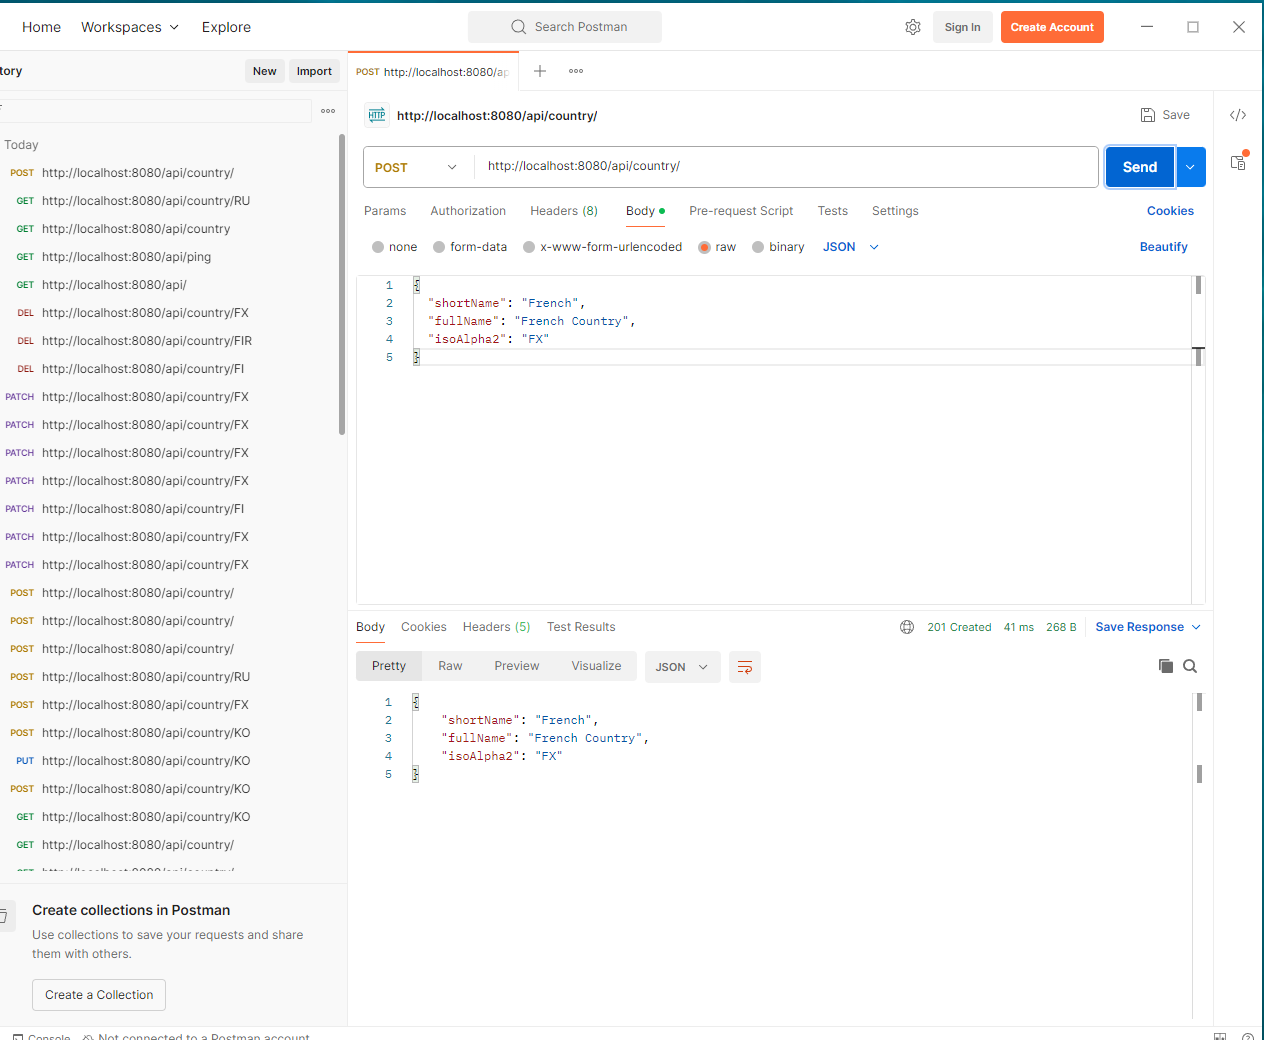 Home Workspaces Explore Search Postman Sign In Create Account
tory New Import
POST http://localhost:8080/ap
Today
POST http://localhost:8080/api/country/
GET http://localhost:8080/api/country/RU
GET http://localhost:8080/api/country
GET http://localhost:8080/api/ping
GET http://localhost:8080/api/
DEL http://localhost:8080/api/country/FX
DEL http://localhost:8080/api/country/FIR
DEL http://localhost:8080/api/country/FI
PATCH http://localhost:8080/api/country/FX
PATCH http://localhost:8080/api/country/FX
PATCH http://localhost:8080/api/country/FX
PATCH http://localhost:8080/api/country/FX
PATCH http://localhost:8080/api/country/FI
PATCH http://localhost:8080/api/country/FX
PATCH http://localhost:8080/api/country/FX
POST http://localhost:8080/api/country/
POST http://localhost:8080/api/country/
POST http://localhost:8080/api/country/
POST http://localhost:8080/api/country/RU
POST http://localhost:8080/api/country/FX
POST http://localhost:8080/api/country/KO
PUT http://localhost:8080/api/country/KO
POST http://localhost:8080/api/country/KO
GET http://localhost:8080/api/country/KO
GET http://localhost:8080/api/country/
Create collections in Postman
Use collections to save your requests and share
them with others.
Create a Collection
HTTP http://localhost:8080/api/country/ Save
POST http://localhost:8080/api/country/ Send
Params Authorization Headers (8) Body Pre-request Script Tests Settings Cookies
none form-data x-www-form-urlencoded raw binary JSON Beautify
1 {
2 "shortName": "French",
3 "fullName": "French Country",
4 "isoAlpha2": "FX"
5 }
Body Cookies Headers (5) Test Results 201 Created 41 ms 268 B Save Response
Pretty Raw Preview Visualize JSON
1 {
2 "shortName": "French",
3 "fullName": "French Country",
4 "isoAlpha2": "FX"
5 }
Console Not connected to a Postman account